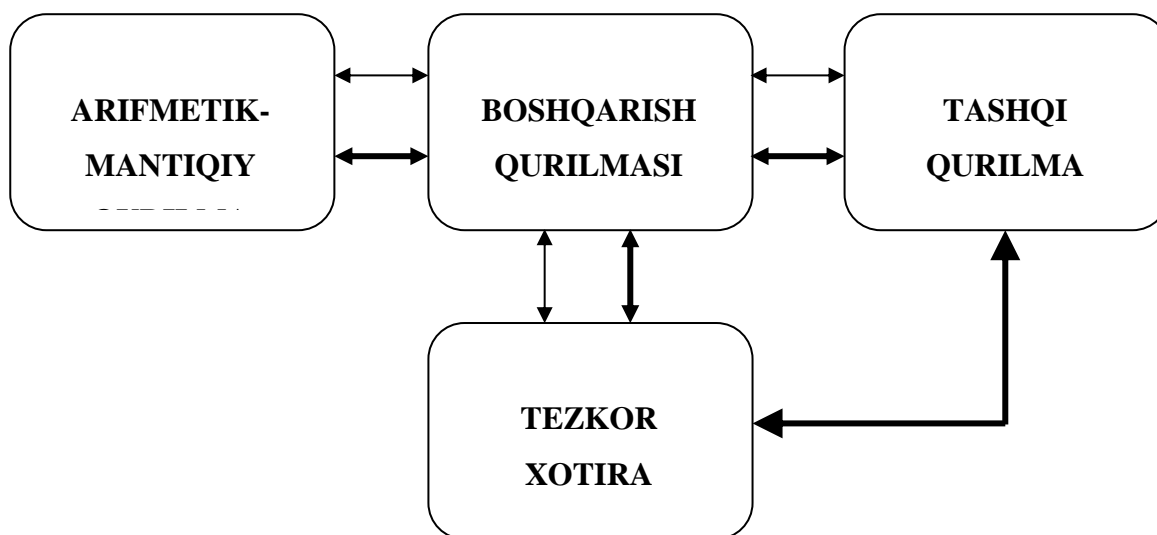 ARIFMETIK-
MANTIQIY
BOSHQARISH
QURILMASI
TASHQI
QURILMA
TEZKOR
XOTIRA